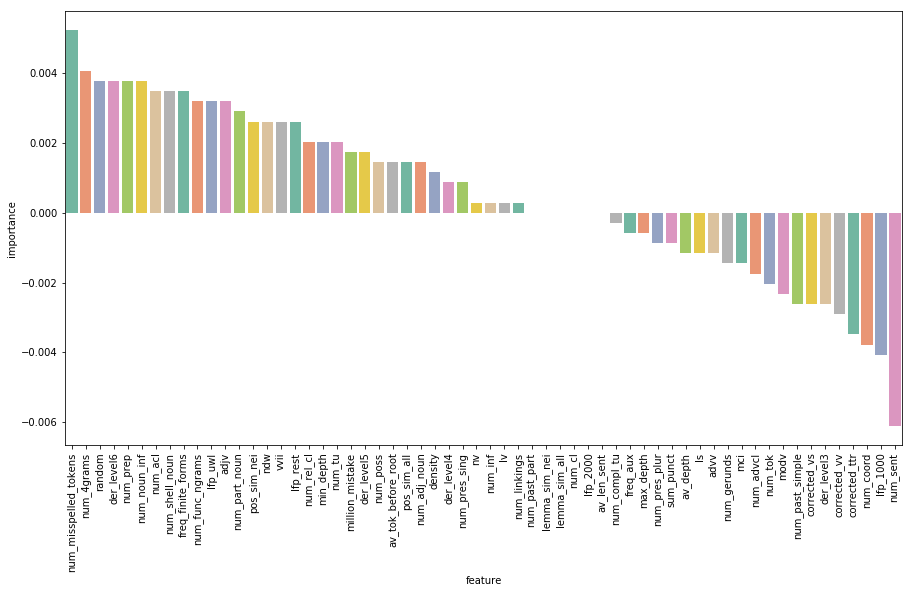 importance
0.004
0.002
0.000
−0.002
−0.004
−0.006
num_misspelled_tokens
num_4grams
random
der_level6
num_prep
num_noun_inf
num_acl
num_shell_noun
freq_finite_forms
num_func_ngrams
lfp_uwl
adjv
num_part_noun
pos_sim_nei
ndw
vvii
lfp_rest
num_rel_cl
min_depth
num_tu
million_mistake
der_level5
num_poss
av_tok_before_root
pos_sim_all
num_adj_noun
density
der_level4
num_pres_sing
nv
num_inf
lv
num_linkings
num_past_part
lemma_sim_nei
lemma_sim_all
num_cl
lfp_2000
av_len_sent
num_compl_tu
freq_aux
max_depth
num_pres_plur
sum_punct
av_depth
ls
advv
num_gerunds
mci
num_advcl
num_tok
modv
num_past_simple
corrected_vs
der_level3
corrected_vv
corrected_ttr
num_coord
lfp_1000
num_sent
feature